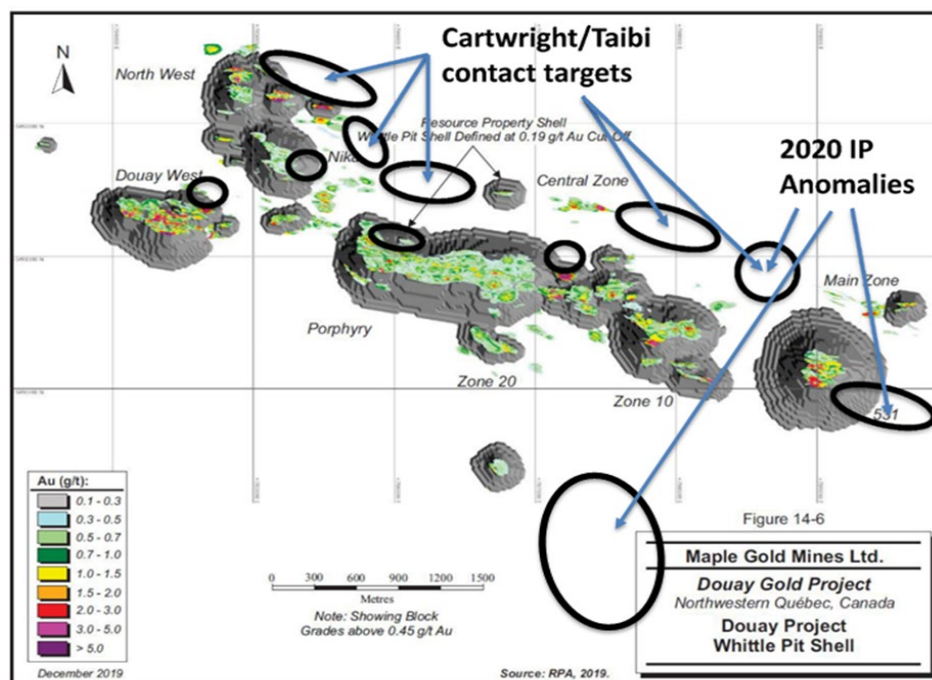 Cartwright/Taibi
contact targets
N
North West
Resource Property Shell
Whittle Pit Shell Defined at 0.19 g/t Au Cut Off
Nika
2020 IP
Anomalies
Douay West
Central Zone
Main Zone
Porphyry
Zone 20
Zone 10
531
Au (g/t):
0.1 - 0.3
0.3 - 0.5
0.5 - 0.7
0.7 - 1.0
1.0 - 1.5
1.5 - 2.0
2.0 - 3.0
3.0 - 5.0
> 5.0
0 300 600 900 1200 1500
Metres
Note: Showing Block
Grades above 0.45 g/t Au
Figure 14-6
Maple Gold Mines Ltd.
Douay Gold Project
Northwestern Québec, Canada
Douay Project
Whittle Pit Shell
December 2019
Source: RPA, 2019.